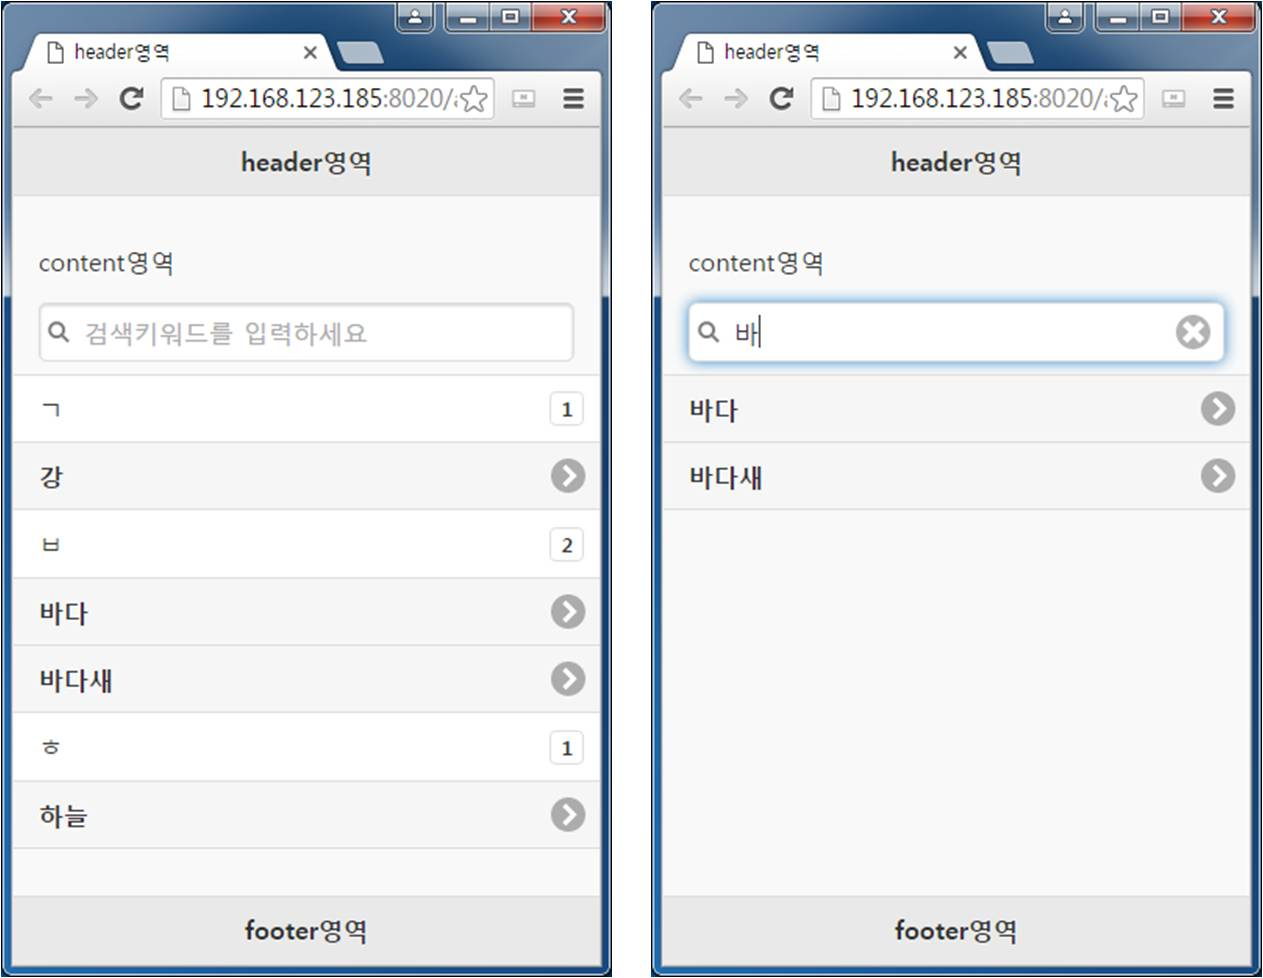 header영역
192.168.123.185:8020/a
header영역
content영역
검색키워드를 입력하세요
ㄱ 1
강
ㅂ 2
바다
바다새
ㅎ 1
하늘
footer영역
header영역
192.168.123.185:8020/a
header영역
content영역
바
바다
바다새
footer영역